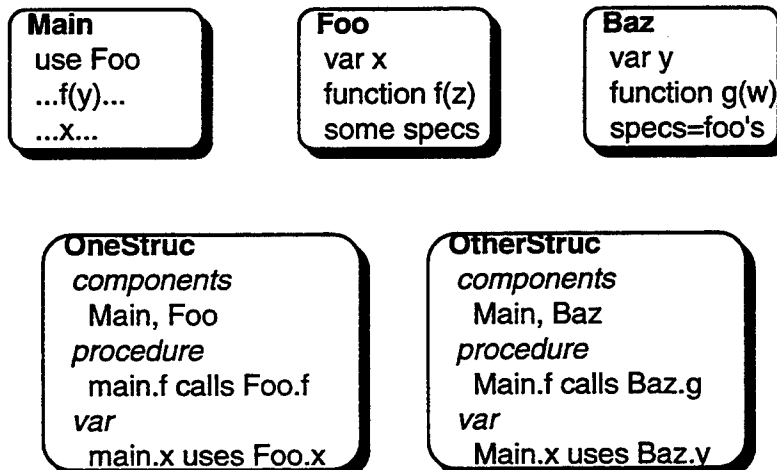 Main
use Foo
...f(y)...
...x...
Foo
var x
function f(z)
some specs
Baz
var y
function g(w)
specs=foo's
OneStruc
components
Main, Foo
procedure
main.f calls Foo.f
var
main.x uses Foo.x
OtherStruc
components
Main, Baz
procedure
Main.f calls Baz.g
var
Main.x uses Baz.y